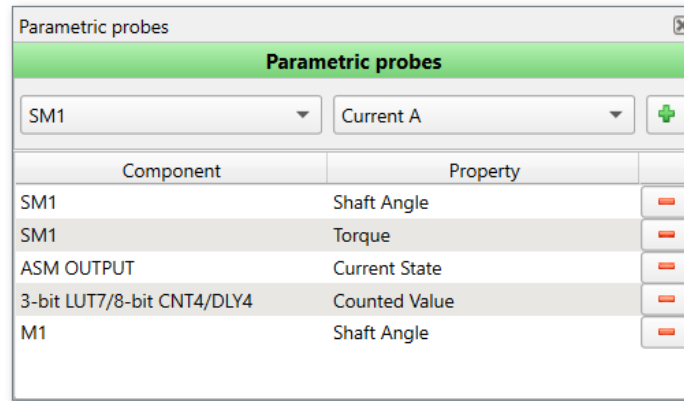 Parametric probes
Parametric probes
SM1 Current A
Component Property
SM1 Shaft Angle
SM1 Torque
ASM OUTPUT Current State
3-bit LUT7/8-bit CNT4/DLY4 Counted Value
M1 Shaft Angle